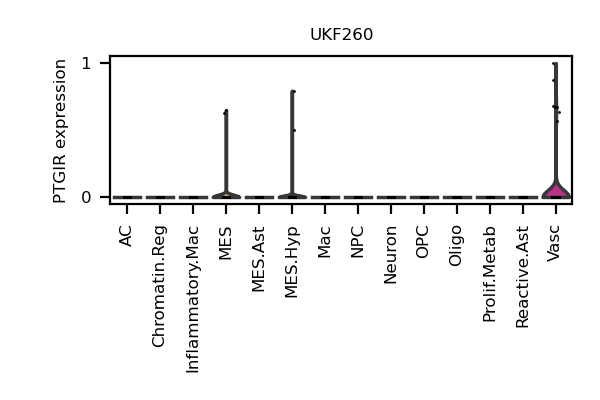 UKF260
PTGIR expression
1
0
AC
Chromatin.Reg
Inflammatory.Mac
MES
MES.Ast
MES.Hyp
Mac
NPC
Neuron
OPC
Oligo
Prolif.Metab
Reactive.Ast
Vasc